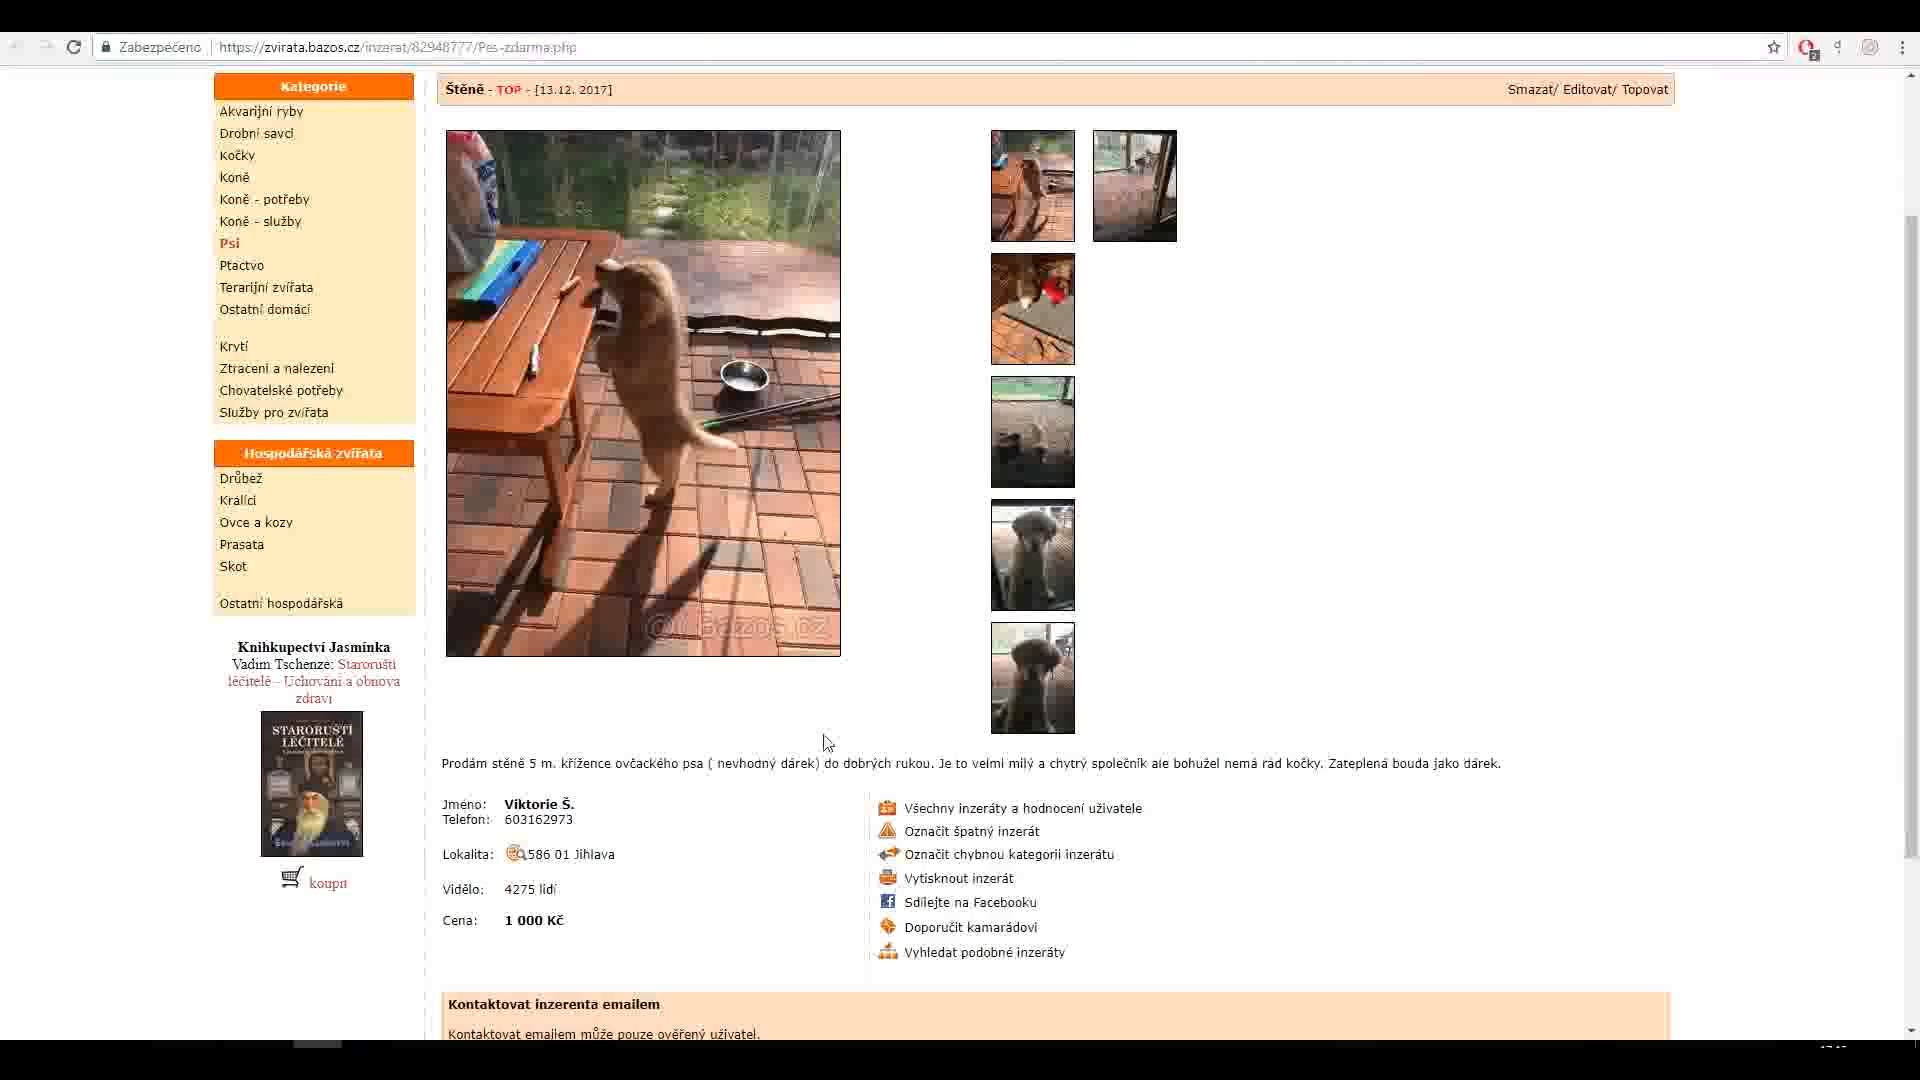 Zabezpečeno https://zvirata.bazos.cz/inzerat/82948777/Pes-zdarma.php
Kategorie
Akvarijní ryby
Drobní savci
Kočky
Koně
Koně - potřeby
Koně - služby
Psi
Ptactvo
Terarijní zvířata
Ostatní domácí
Krytí
Ztraceni a nalezeni
Chovatelské potřeby
Služby pro zvířata
Hospodářská zvířata
Drůbež
Králíci
Ovce a kozy
Prasata
Skot
Ostatní hospodářská
Knihkupectví Jasmínka
Vadim Tschenze: Staroruští
léčitelé - Uchování a obnova
zdraví
STARORUŠTÍ
LÉČITELÉ
koupit
Štěně - TOP - [13.12. 2017]
Smazat/ Editovat/ Topovat
Bazos.cz
Prodám stěně 5 m. křížence ovčackého psa ( nevhodný dárek) do dobrých rukou. Je to velmi milý a chytrý společník ale bohužel nemá rád kočky. Zateplená bouda jako dárek.
Jméno: Viktorie Š.
Telefon: 603162973
Lokalita: 586 01 Jihlava
Vidělo: 4275 lidí
Cena: 1 000 Kč
Všechny inzeráty a hodnocení uživatele
Označit špatný inzerát
Označit chybnou kategorii inzerátu
Vytisknout inzerát
Sdílejte na Facebooku
Doporučit kamarádovi
Vyhledat podobné inzeráty
Kontaktovat inzerenta emailem
Kontaktovat emailem může pouze ověřený uživatel.